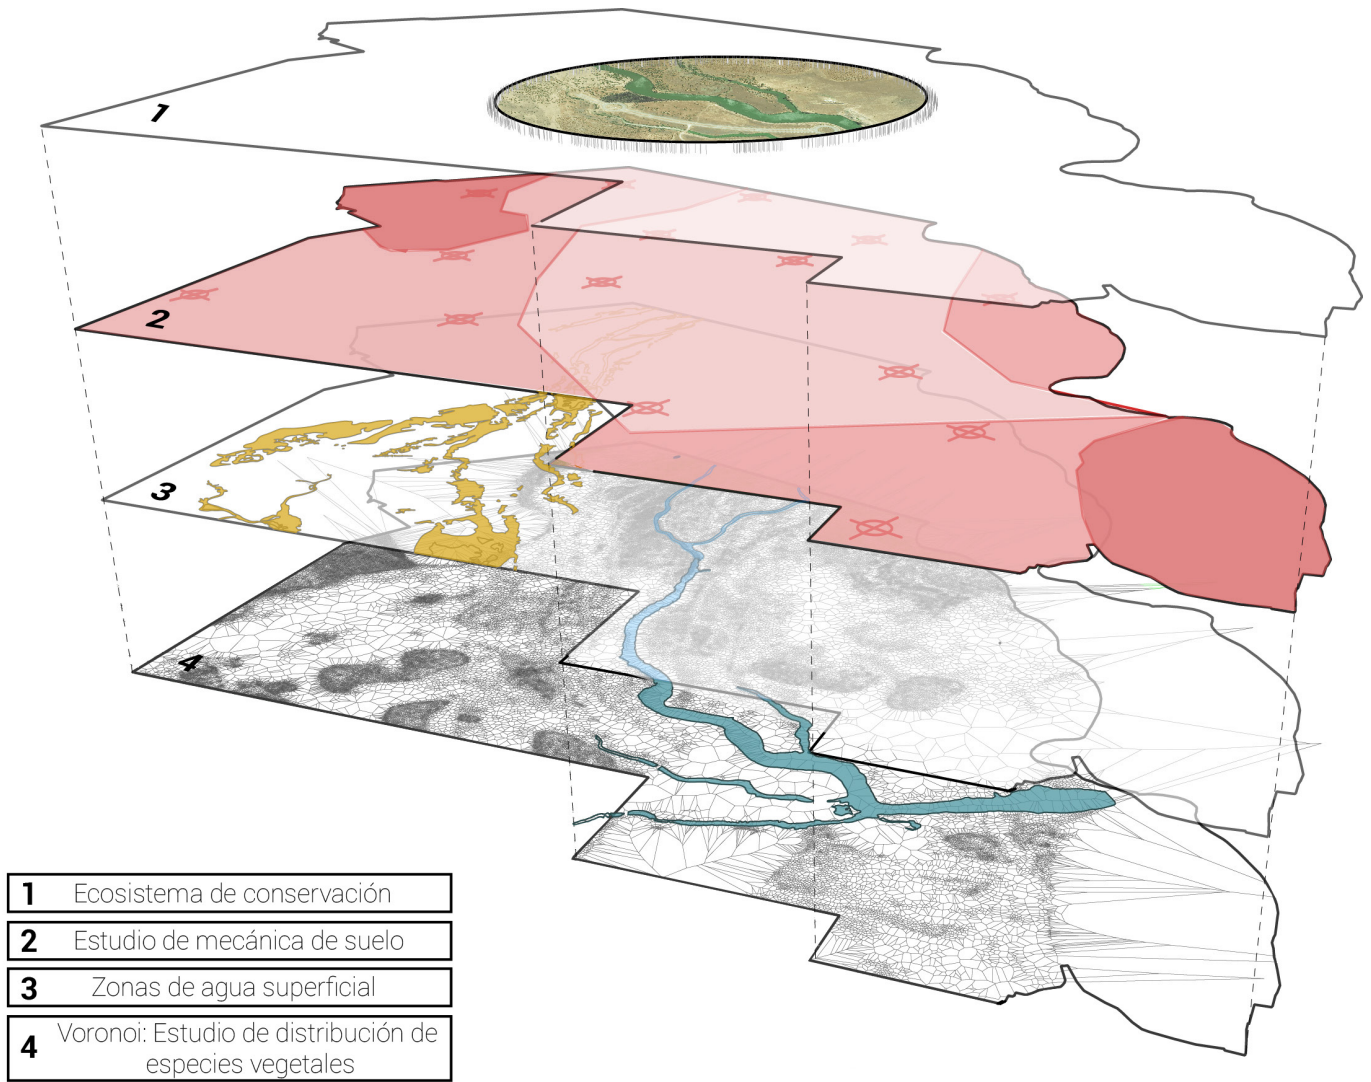 1
2
3
4
1 Ecosistema de conservación
2 Estudio de mecánica de suelo
3 Zonas de agua superficial
4 Voronoi: Estudio de distribución de
especies vegetales